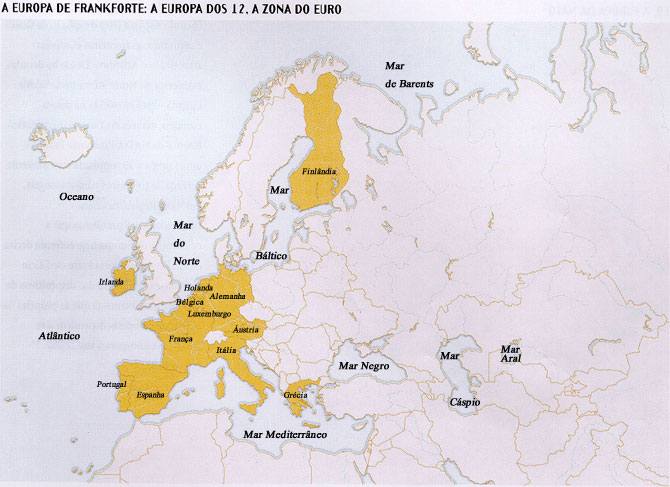 A EUROPA DE FRANKFORTE: A EUROPA DOS 12, A ZONA DO EURO
Mar
de Barents
Finlândia
Oceano
Mar
Mar
do
Norte
Báltico
Irlanda
Holanda
Alemanha
Bélgica
Luxemburgo
Atlântico
França
Áustria
Itália
Mar Negro
Mar
Mar
Aral
Portugal
Espanha
Grécia
Cáspio
Mar Mediterrâneo